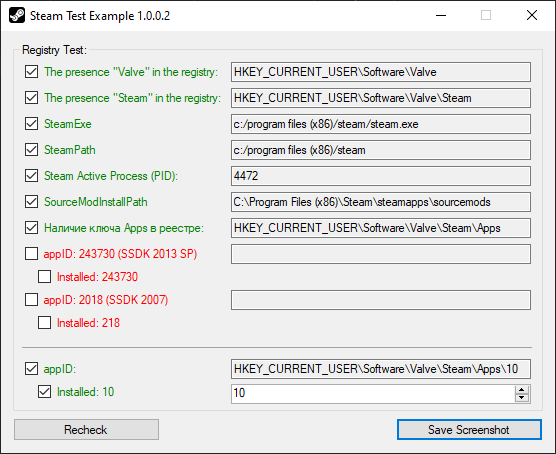 Steam Test Example 1.0.0.2
Registry Test:
The presence "Valve" in the registry: HKEY_CURRENT_USER\Software\Valve
The presence "Steam" in the registry: HKEY_CURRENT_USER\Software\Valve\Steam
SteamExe c:/program files (x86)/steam/steam.exe
SteamPath c:/program files (x86)/steam
Steam Active Process (PID): 4472
SourceModInstallPath C:\Program Files (x86)\Steam\steamapps\sourcemods
Наличие ключа Apps в реестре: HKEY_CURRENT_USER\Software\Valve\Steam\Apps
appID: 243730 (SSDK 2013 SP)
Installed: 243730
appID: 2018 (SSDK 2007)
Installed: 218
appID: HKEY_CURRENT_USER\Software\Valve\Steam\Apps\10
Installed: 10 10
Recheck Save Screenshot